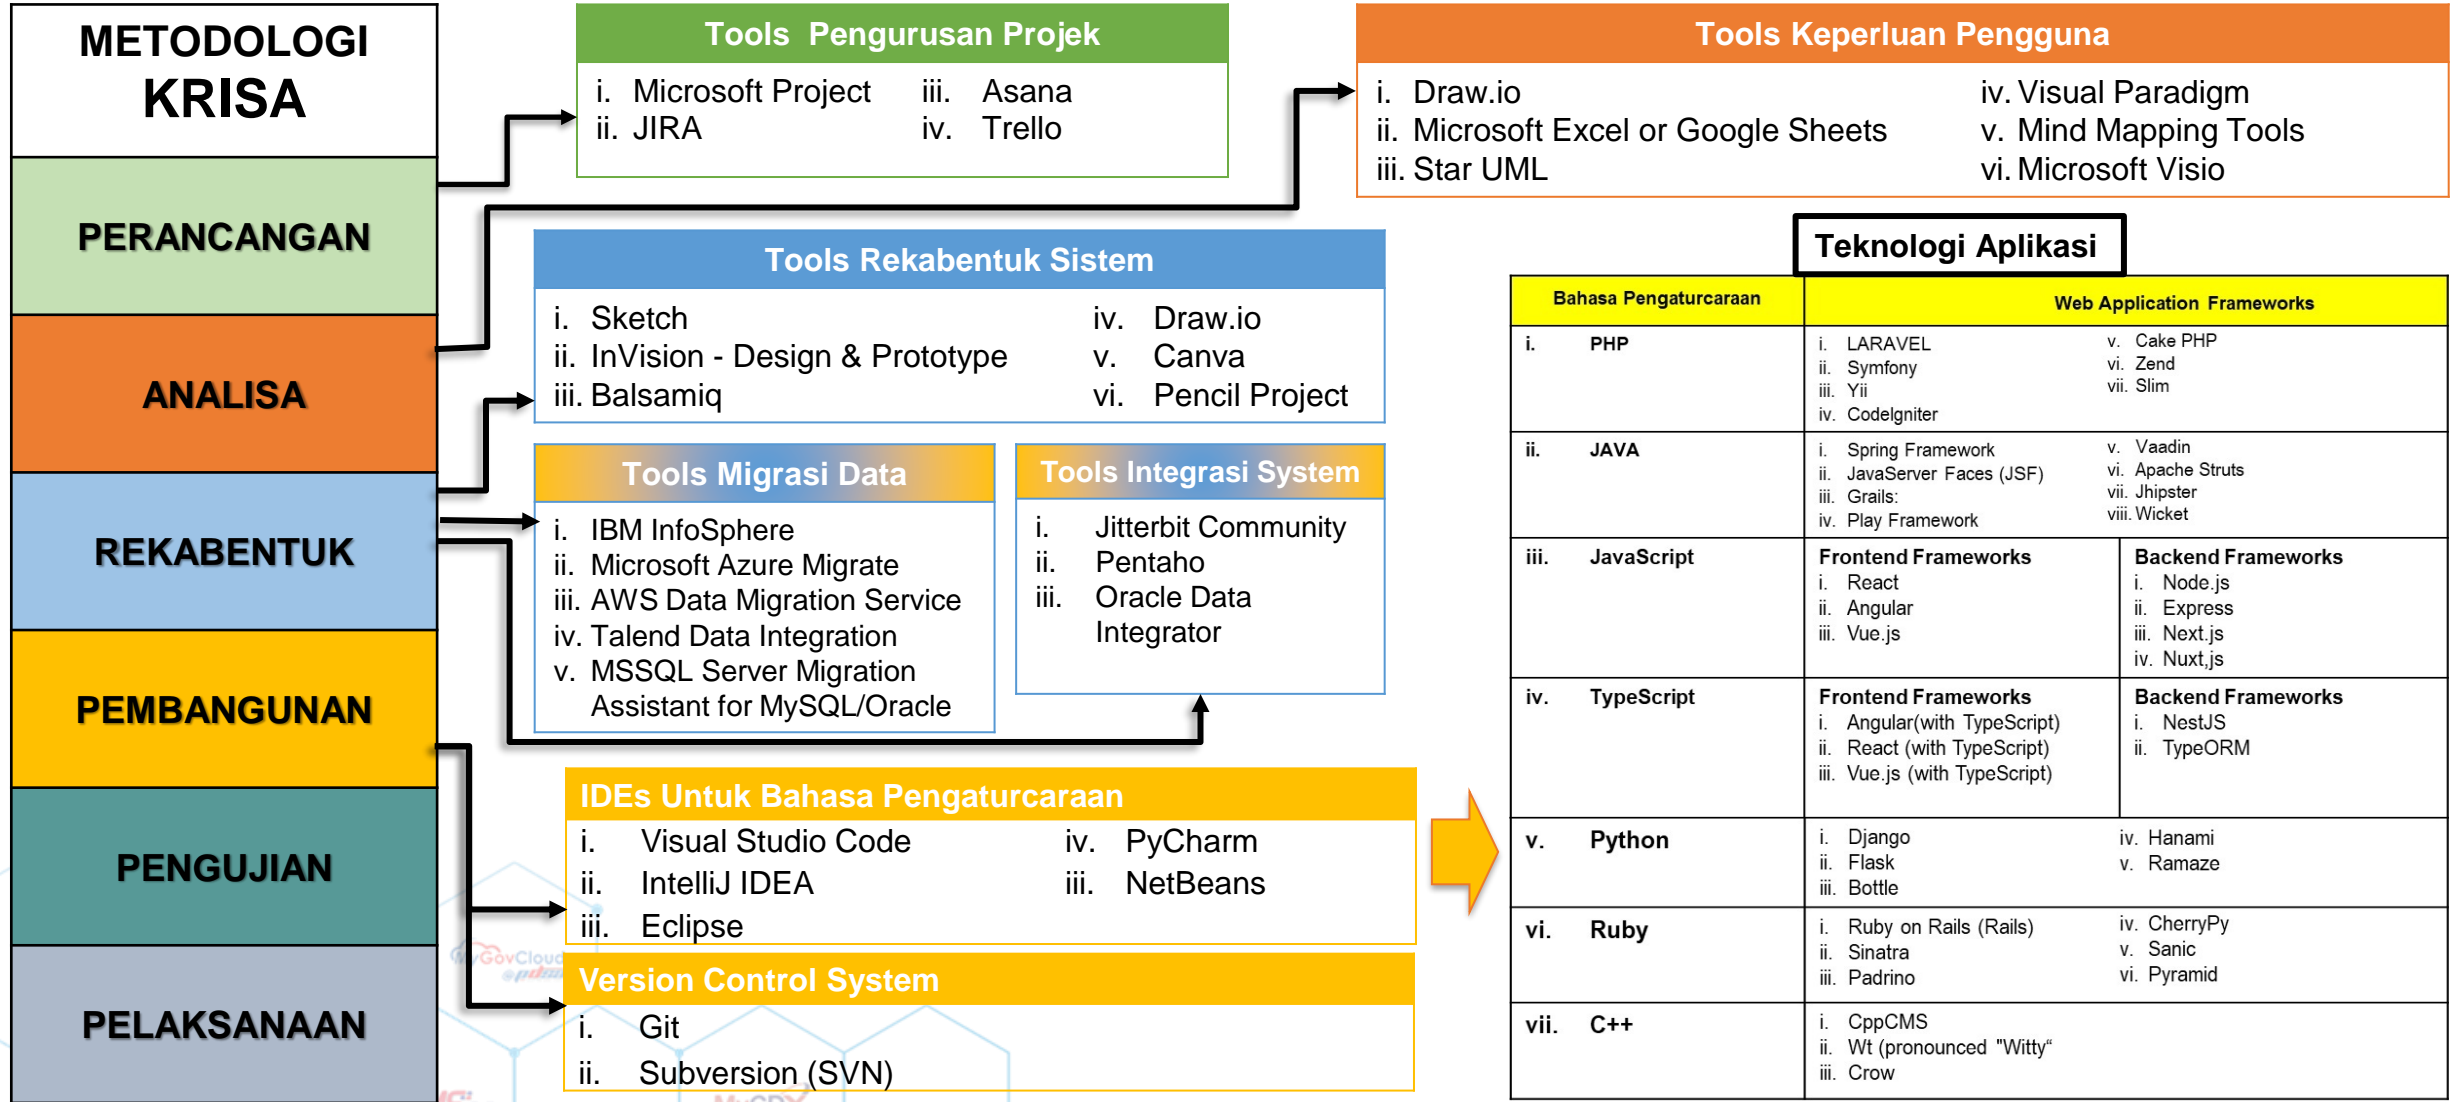 METODOLOGI
KRISA
PERANCANGAN
ANALISA
REKABENTUK
PEMBANGUNAN
PENGUJIAN
PELAKSANAAN
Tools Pengurusan Projek
i. Microsoft Project
ii. JIRA
iii. Asana
iv. Trello
Tools Keperluan Pengguna
i. Draw.io
ii. Microsoft Excel or Google Sheets
iii. Star UML
iv. Visual Paradigm
v. Mind Mapping Tools
vi. Microsoft Visio
Tools Rekabentuk Sistem
i. Sketch
ii. InVision - Design & Prototype
iii. Balsamiq
iv. Draw.io
v. Canva
vi. Pencil Project
Tools Migrasi Data
i. IBM InfoSphere
ii. Microsoft Azure Migrate
iii. AWS Data Migration Service
iv. Talend Data Integration
v. MSSQL Server Migration
Assistant for MySQL/Oracle
Tools Integrasi System
i. Jitterbit Community
ii. Pentaho
iii. Oracle Data
Integrator
IDEs Untuk Bahasa Pengaturcaraan
i. Visual Studio Code
ii. IntelliJ IDEA
iii. Eclipse
iv. PyCharm
iii. NetBeans
Version Control System
i. Git
ii. Subversion (SVN)
MyGovCloud
Teknologi Aplikasi
Bahasa Pengaturcaraan
Web Application Frameworks
i. PHP
i. LARAVEL
ii. Symfony
iii. Yii
iv. CodeIgniter
v. Cake PHP
vi. Zend
vii. Slim
ii. JAVA
i. Spring Framework
ii. JavaServer Faces (JSF)
iii. Grails:
iv. Play Framework
v. Vaadin
vi. Apache Struts
vii. Jhipster
viii. Wicket
iii. JavaScript
Frontend Frameworks
i. React
ii. Angular
iii. Vue.js
Backend Frameworks
i. Node.js
ii. Express
iii. Next.js
iv. Nuxt,js
iv. TypeScript
Frontend Frameworks
i. Angular(with TypeScript)
ii. React (with TypeScript)
iii. Vue.js (with TypeScript)
Backend Frameworks
i. NestJS
ii. TypeORM
v. Python
i. Django
ii. Flask
iii. Bottle
iv. Hanami
v. Ramaze
vi. Ruby
i. Ruby on Rails (Rails)
ii. Sinatra
iii. Padrino
iv. CherryPy
v. Sanic
vi. Pyramid
vii. C++
i. CppCMS
ii. Wt (pronounced "Witty“
iii. Crow